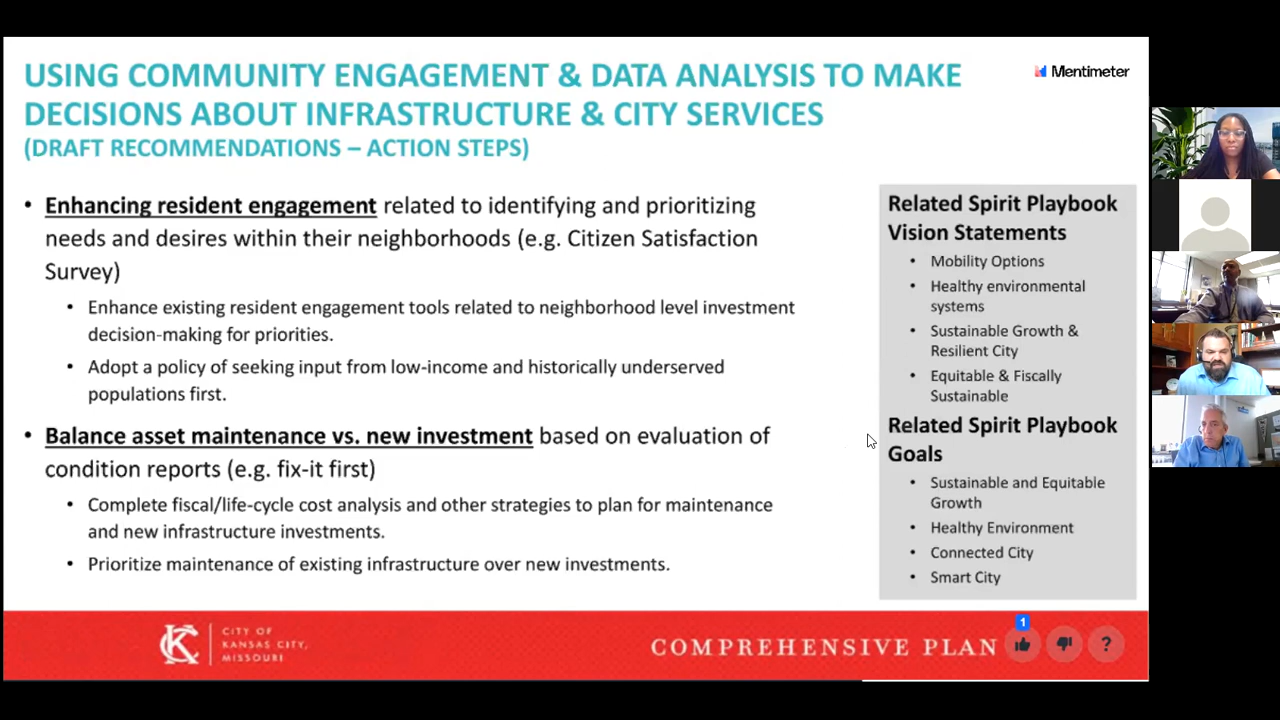 USING COMMUNITY ENGAGEMENT & DATA ANALYSIS TO MAKE
DECISIONS ABOUT INFRASTRUCTURE & CITY SERVICES
(DRAFT RECOMMENDATIONS – ACTION STEPS)
Mentimeter
• Enhancing resident engagement related to identifying and prioritizing
needs and desires within their neighborhoods (e.g. Citizen Satisfaction
Survey)
• Enhance existing resident engagement tools related to neighborhood level investment
decision-making for priorities.
• Adopt a policy of seeking input from low-income and historically underserved
populations first.
• Balance asset maintenance vs. new investment based on evaluation of
condition reports (e.g. fix-it first)
• Complete fiscal/life-cycle cost analysis and other strategies to plan for maintenance
and new infrastructure investments.
• Prioritize maintenance of existing infrastructure over new investments.
Related Spirit Playbook
Vision Statements
• Mobility Options
• Healthy environmental
systems
• Sustainable Growth &
Resilient City
• Equitable & Fiscally
Sustainable
Related Spirit Playbook
Goals
• Sustainable and Equitable
Growth
• Healthy Environment
• Connected City
• Smart City
KC
CITY OF
KANSAS CITY,
MISSOURI
COMPREHENSIVE PLAN
1
?